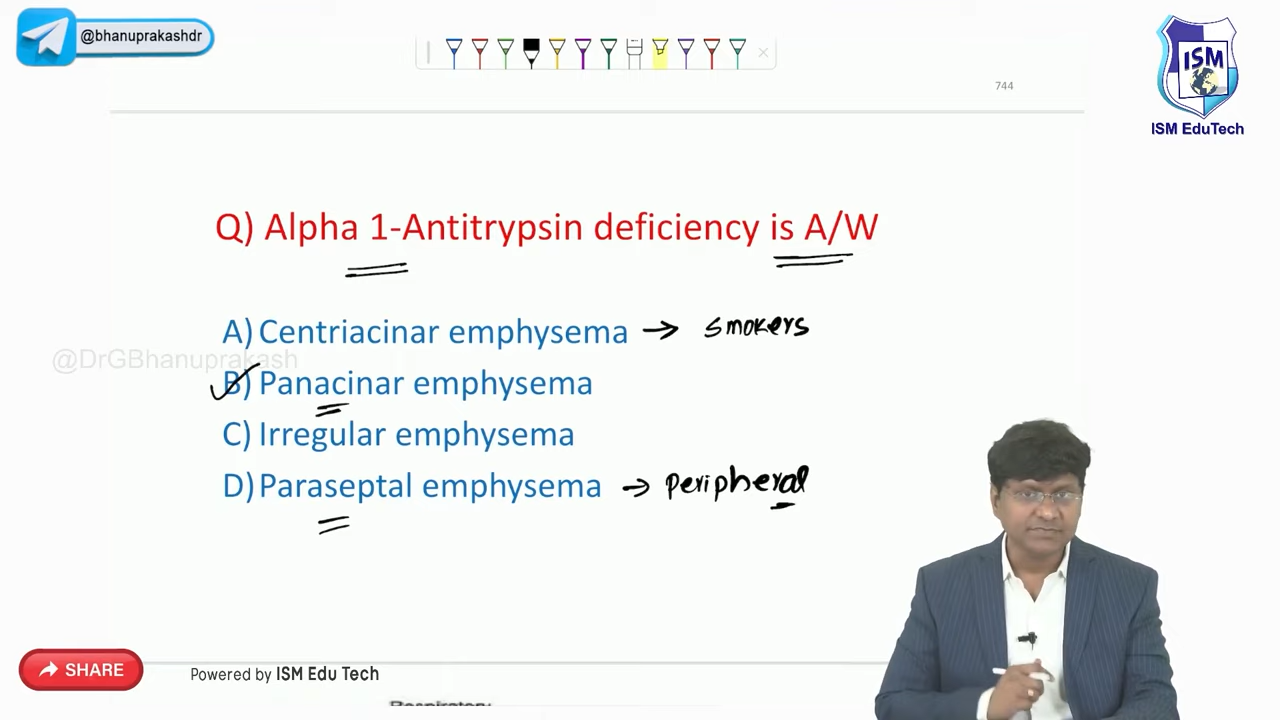 @bhanuprakashdr
744
ISM
ISM EduTech
Q) Alpha 1-Antitrypsin deficiency is A/W
A) Centriacinar emphysema → smokers
@DrGBhanuprakash
B) Panacinar emphysema
C) Irregular emphysema
D) Paraseptal emphysema → peripheral
SHARE
Powered by ISM Edu Tech
Respiratory